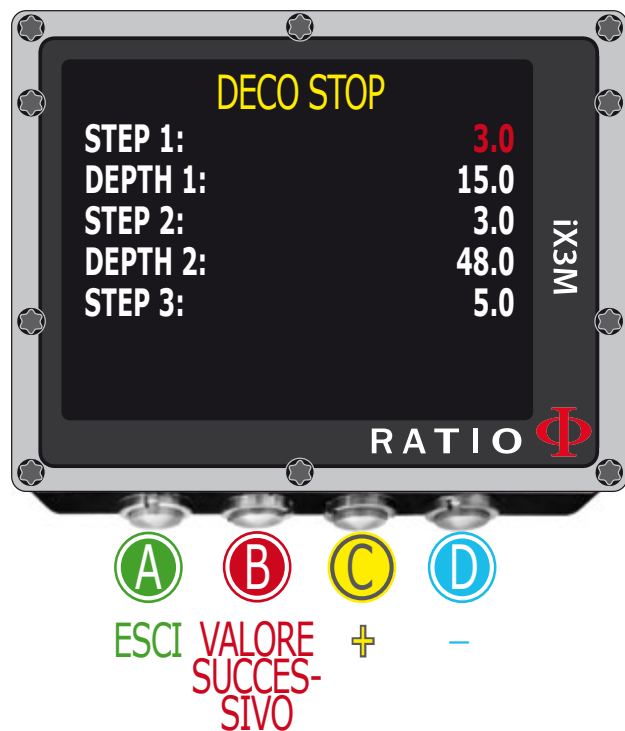 DECO STOP
STEP 1: 3.0
DEPTH 1: 15.0
STEP 2: 3.0
DEPTH 2: 48.0
STEP 3: 5.0
iX3M
RATIO
A B C D
ESCI VALORE SUCCES-SIVO + –